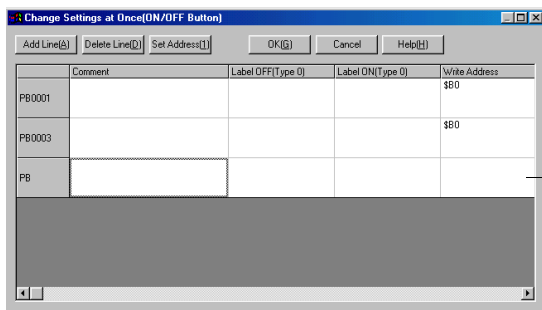 Change Settings at Once(ON/OFF Button)
Add Line(A) Delete Line(D) Set Address(1) OK(G) Cancel Help(H)
Comment Label OFF(Type 0) Label ON(Type 0) Write Address
PB0001 $B0
PB0003 $B0
PB